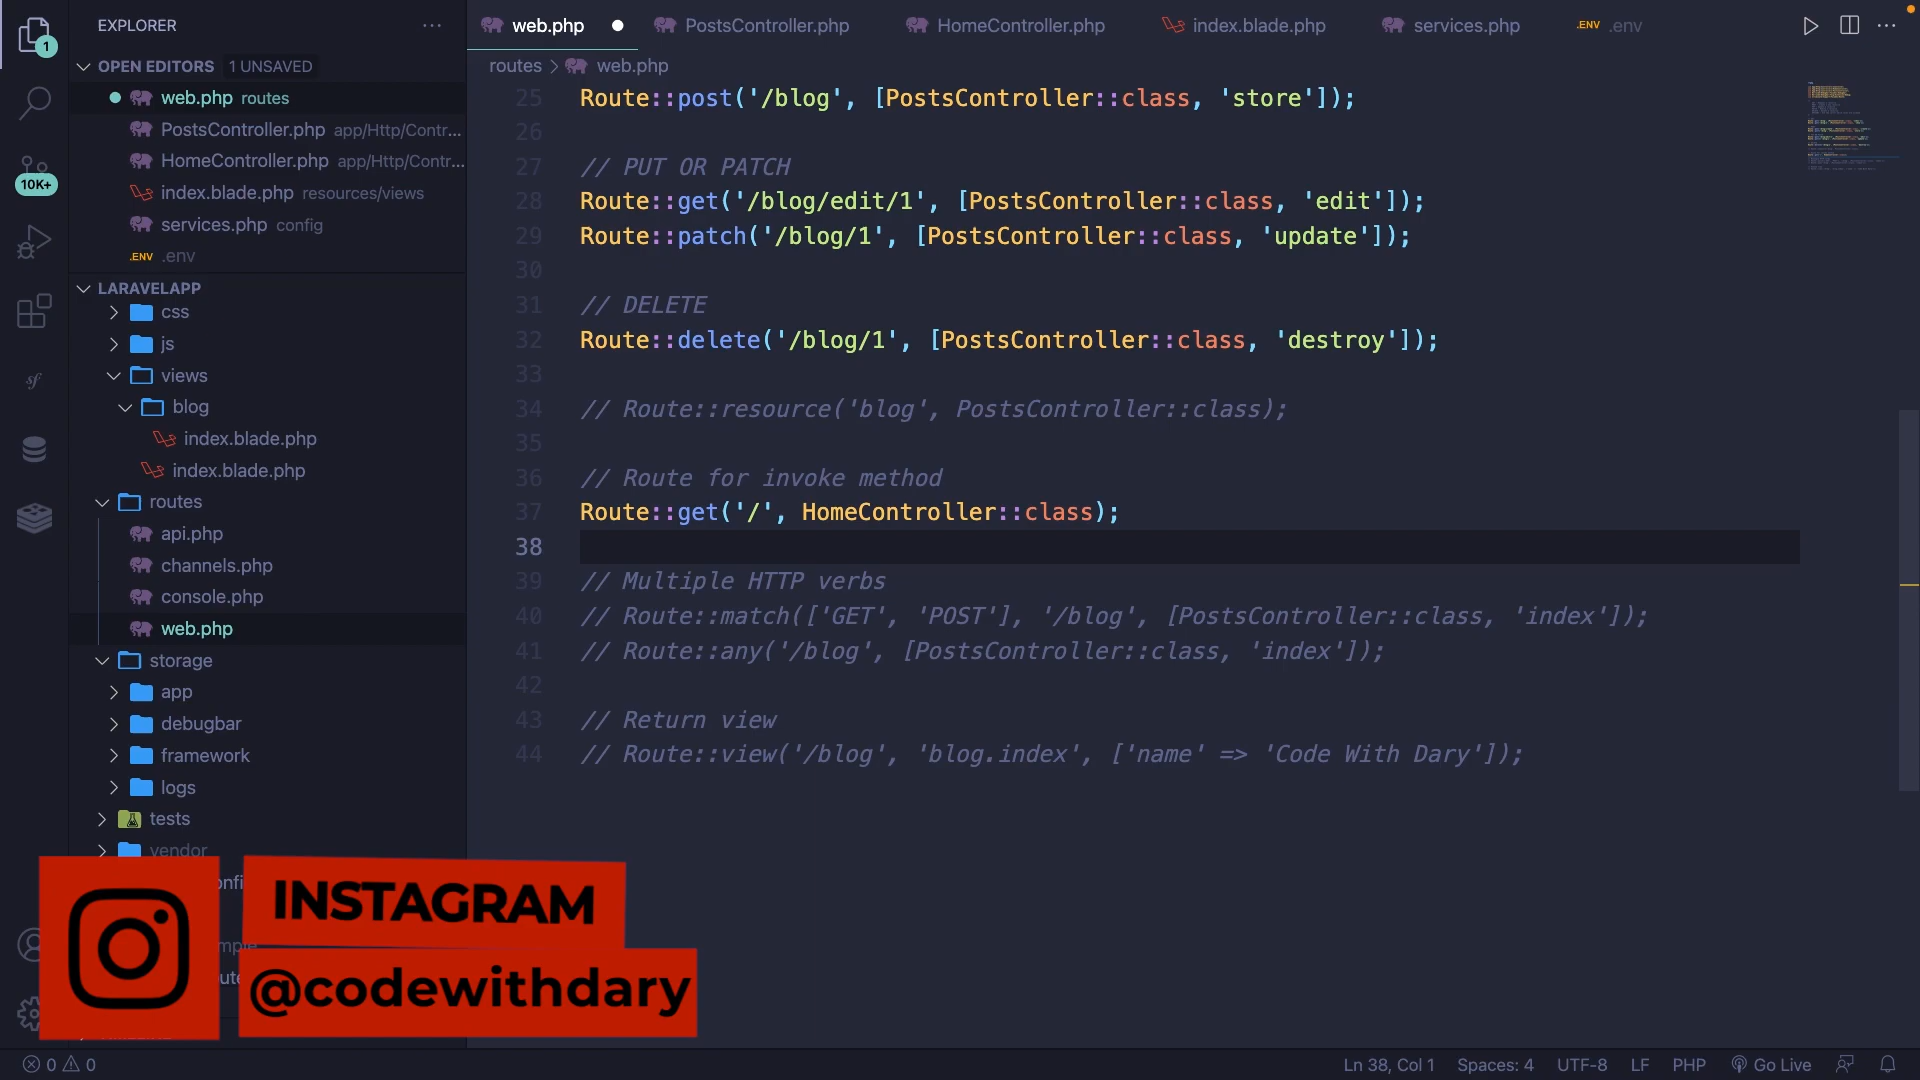 EXPLORER
web.php
PostsController.php
HomeController.php
index.blade.php
services.php
.ENV .env
1
OPEN EDITORS 1 UNSAVED
web.php routes
PostsController.php app/Http/Contr...
HomeController.php app/Http/Contr...
index.blade.php resources/views
services.php config
.ENV .env
10K+
LARAVELAPP
css
js
views
blog
index.blade.php
index.blade.php
routes
api.php
channels.php
console.php
web.php
storage
app
debugbar
framework
logs
tests
vendor
routes > web.php
25 Route::post('/blog', [PostsController::class, 'store']);
26
27 // PUT OR PATCH
28 Route::get('/blog/edit/1', [PostsController::class, 'edit']);
29 Route::patch('/blog/1', [PostsController::class, 'update']);
30
31 // DELETE
32 Route::delete('/blog/1', [PostsController::class, 'destroy']);
33
34 // Route::resource('blog', PostsController::class);
35
36 // Route for invoke method
37 Route::get('/', HomeController::class);
38
39 // Multiple HTTP verbs
40 // Route::match(['GET', 'POST'], '/blog', [PostsController::class, 'index']);
41 // Route::any('/blog', [PostsController::class, 'index']);
42
43 // Return view
44 // Route::view('/blog', 'blog.index', ['name' => 'Code With Dary']);
INSTAGRAM
@codewithdary
0 0
Ln 38, Col 1 Spaces: 4 UTF-8 LF PHP Go Live